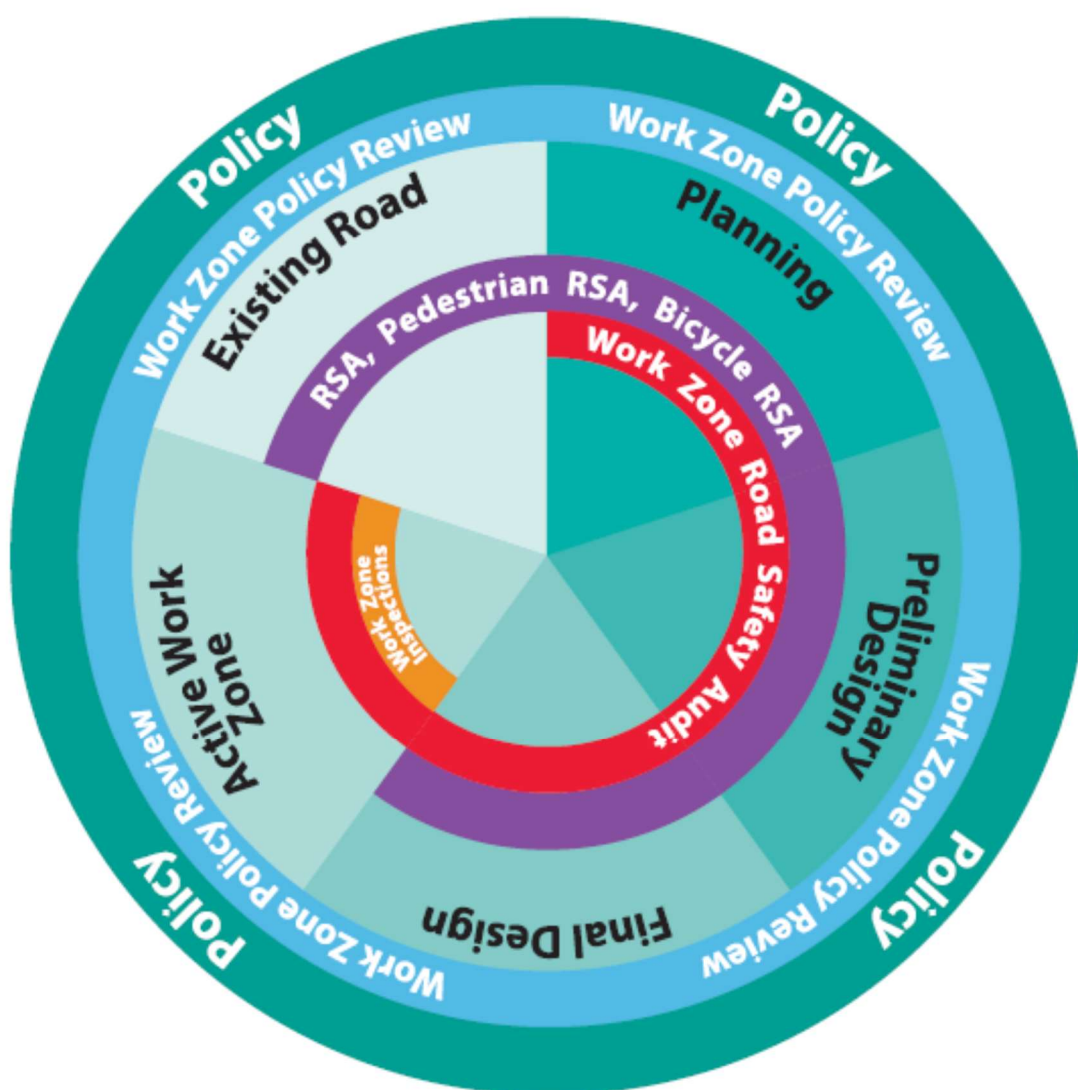 Policy
Policy
Policy
Policy
Work Zone Policy Review
Work Zone Policy Review
Work Zone Policy Review
Work Zone Policy Review
Existing Road
Planning
Preliminary
Design
Final Design
Active Work
Zone
RSA, Pedestrian RSA, Bicycle RSA
Work Zone Road Safety Audit
Work Zone
Inspections